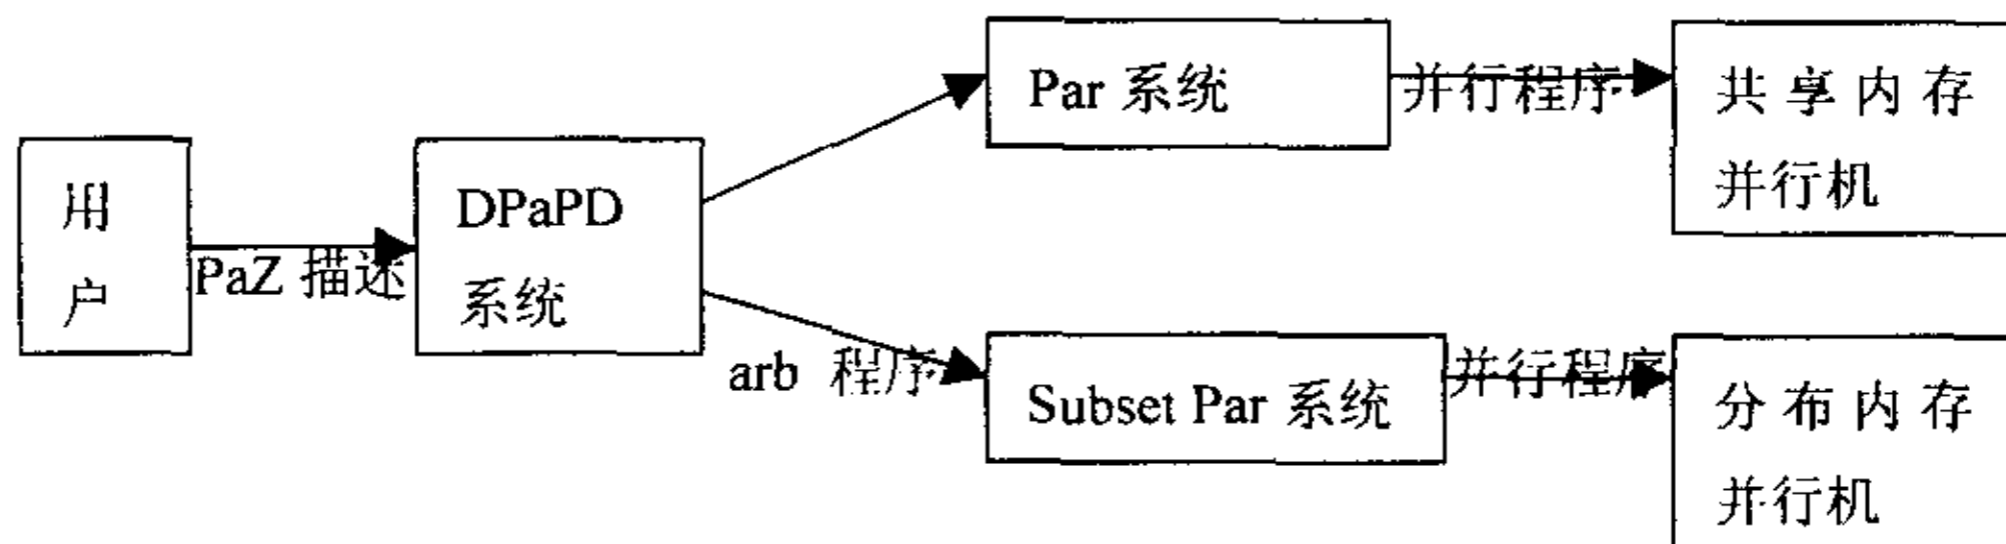 用
户
PaZ 描述
DPaPD
系统
arb 程序
Par 系统
并行程序
共享内存
并行机
Subset Par 系统
并行程序
分布内存
并行机